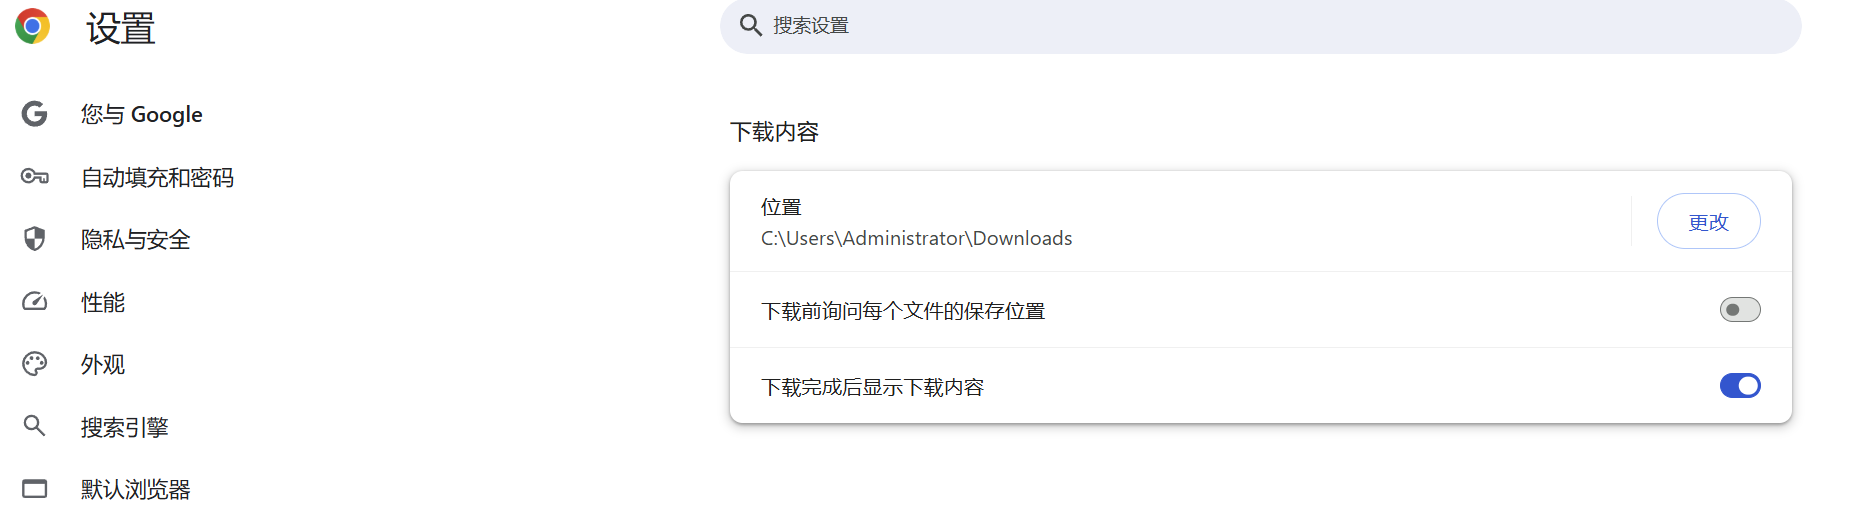 设置
搜索设置
您与 Google
自动填充和密码
隐私与安全
性能
外观
搜索引擎
默认浏览器
下载内容
位置
C:\Users\Administrator\Downloads
更改
下载前询问每个文件的保存位置
下载完成后显示下载内容